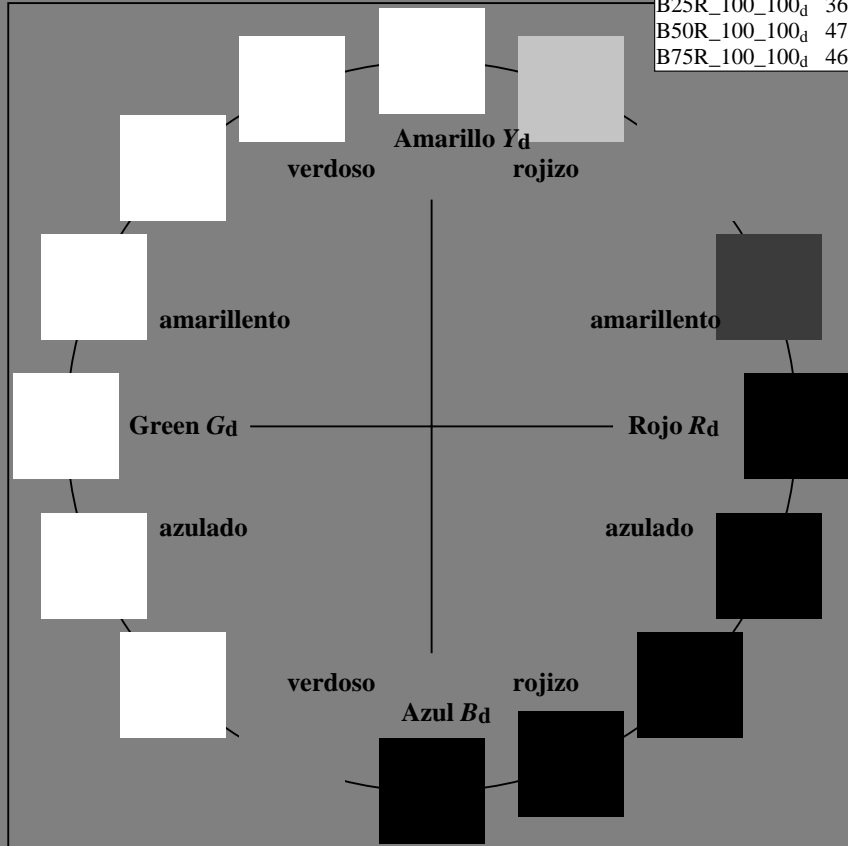 B25R_100_100d 36
B50R_100_100d 47
B75R_100_100d 46
Amarillo Yd
verdoso rojizo
amarillento amarillento
Green Gd Rojo Rd
azulado azulado
verdoso rojizo
Azul Bd